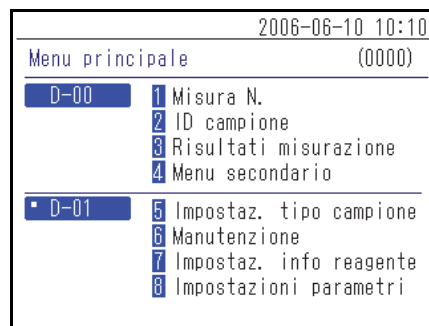 2006-06-10 10:10
Menu principale (0000)
D-00 1 Misura N.
2 ID campione
3 Risultati misurazione
4 Menu secondario
D-01 5 Impostaz. tipo campione
6 Manutenzione
7 Impostaz. info reagente
8 Impostazioni parametri